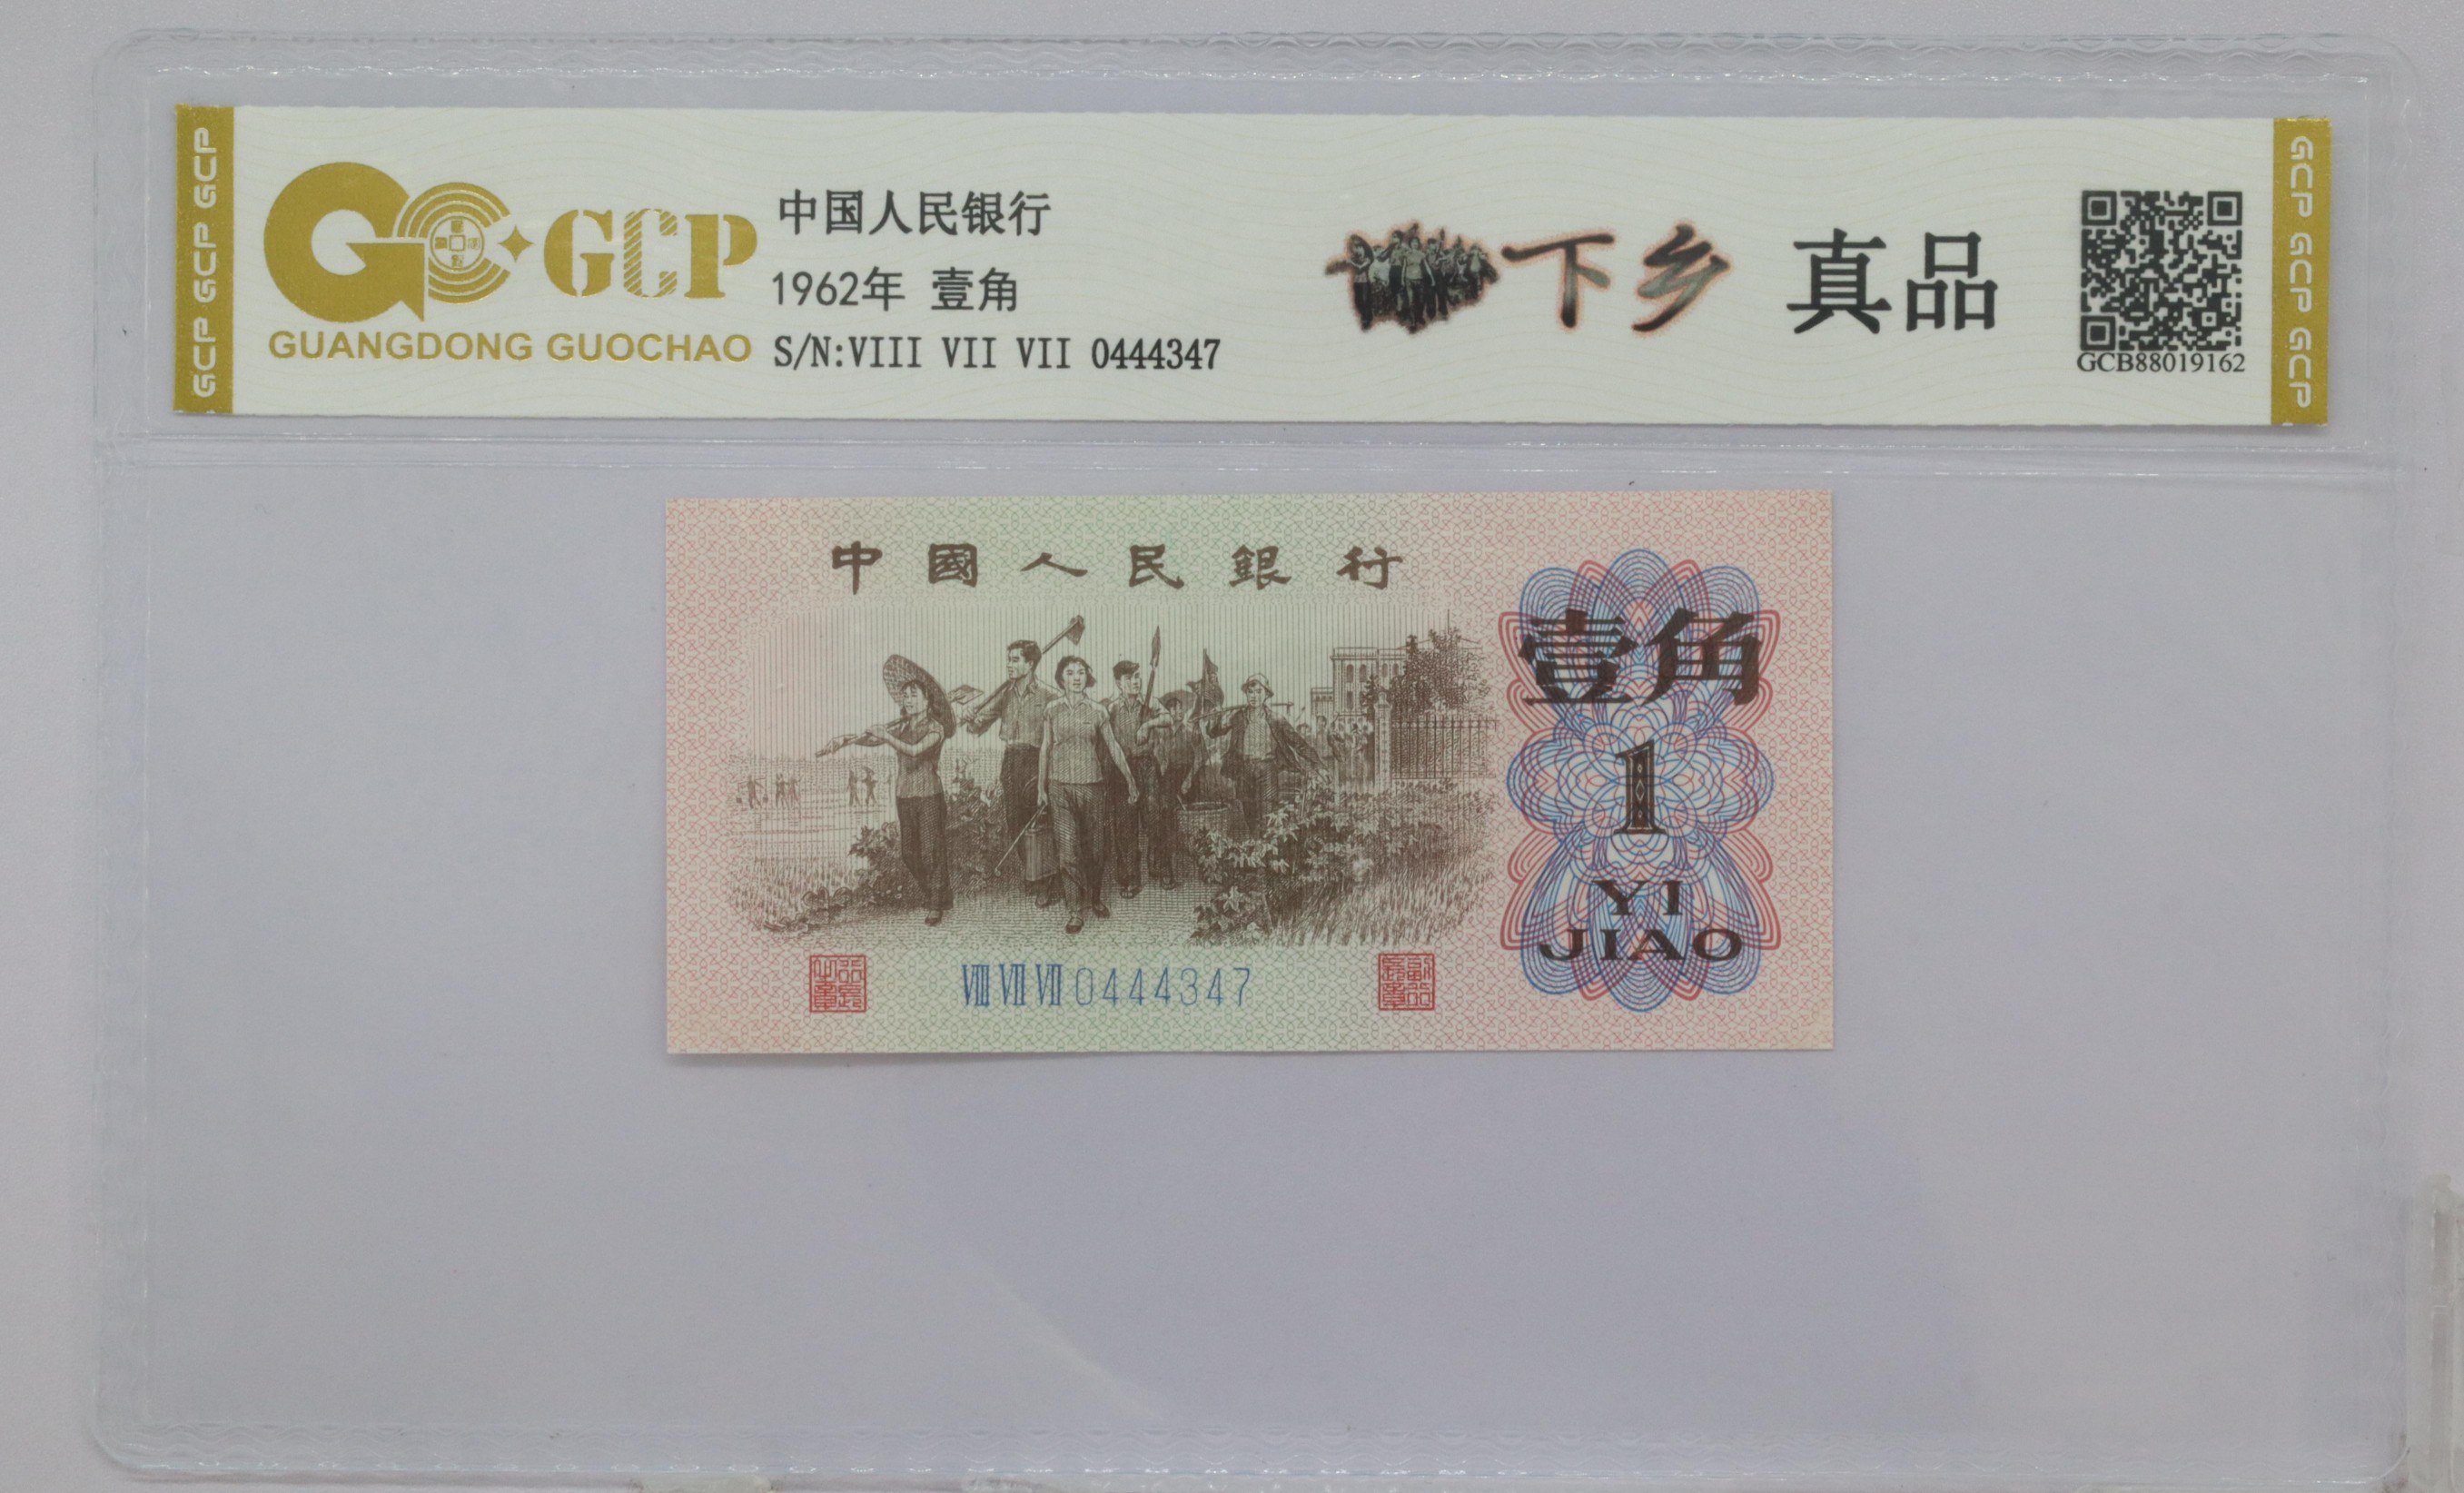 GCP GCP GCP
GCP
GUANGDONG GUOCHAO
中国人民银行
1962年 壹角
S/N:VIII VII VII 0444347
下乡 真品
GCB88019162
GCP GCP GCP
中國人民銀行
壹角
1
YI
JIAO
VIII VII VII 0444347